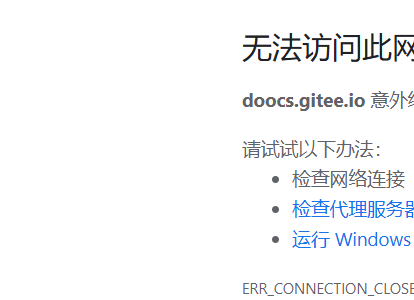 无法访问此网
doocs.gitee.io 意外终
请试试以下办法：
检查网络连接
检查代理服务器
运行 Windows
ERR_CONNECTION_CLOSE